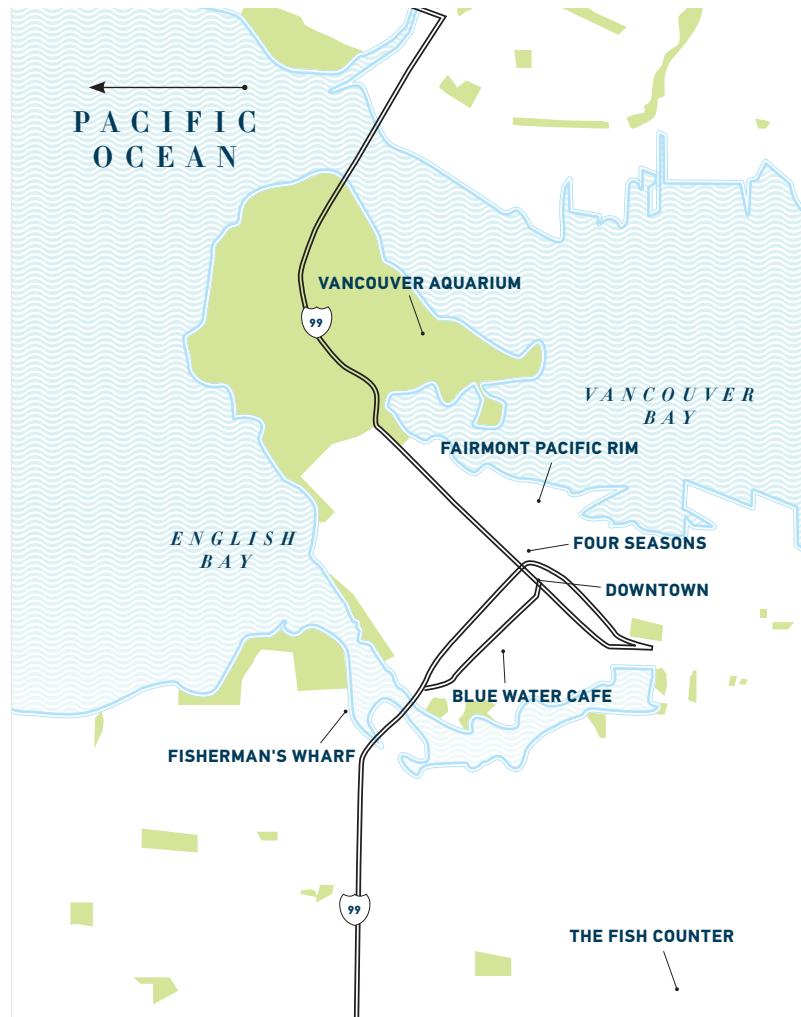 PACIFIC
OCEAN
VANCOUVER AQUARIUM
99
VANCOUVER
BAY
FAIRMONT PACIFIC RIM
ENGLISH
BAY
FOUR SEASONS
DOWNTOWN
BLUE WATER CAFE
FISHERMAN'S WHARF
99
THE FISH COUNTER